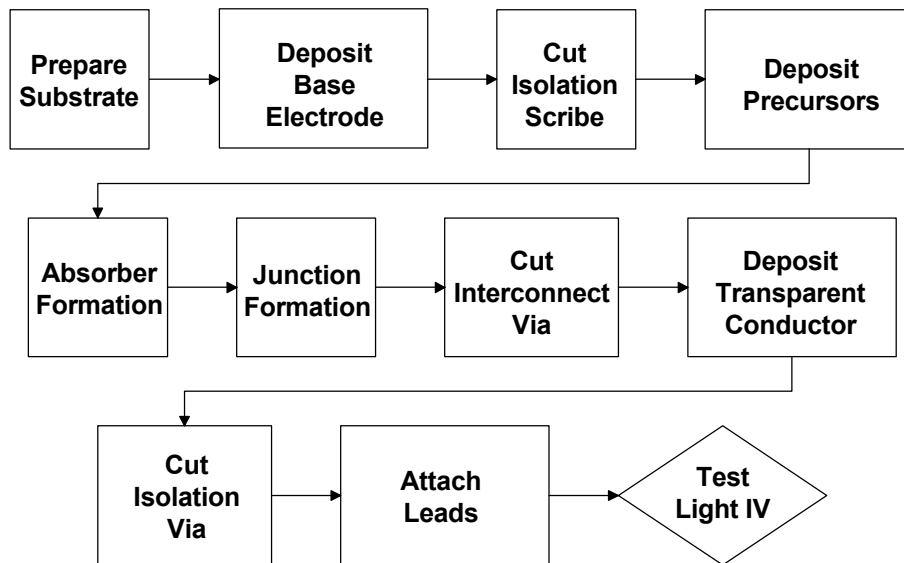 Prepare
Substrate
Deposit
Base
Electrode
Cut
Isolation
Scribe
Deposit
Precursors
Absorber
Formation
Junction
Formation
Cut
Interconnect
Via
Deposit
Transparent
Conductor
Cut
Isolation
Via
Attach
Leads
Test
Light IV